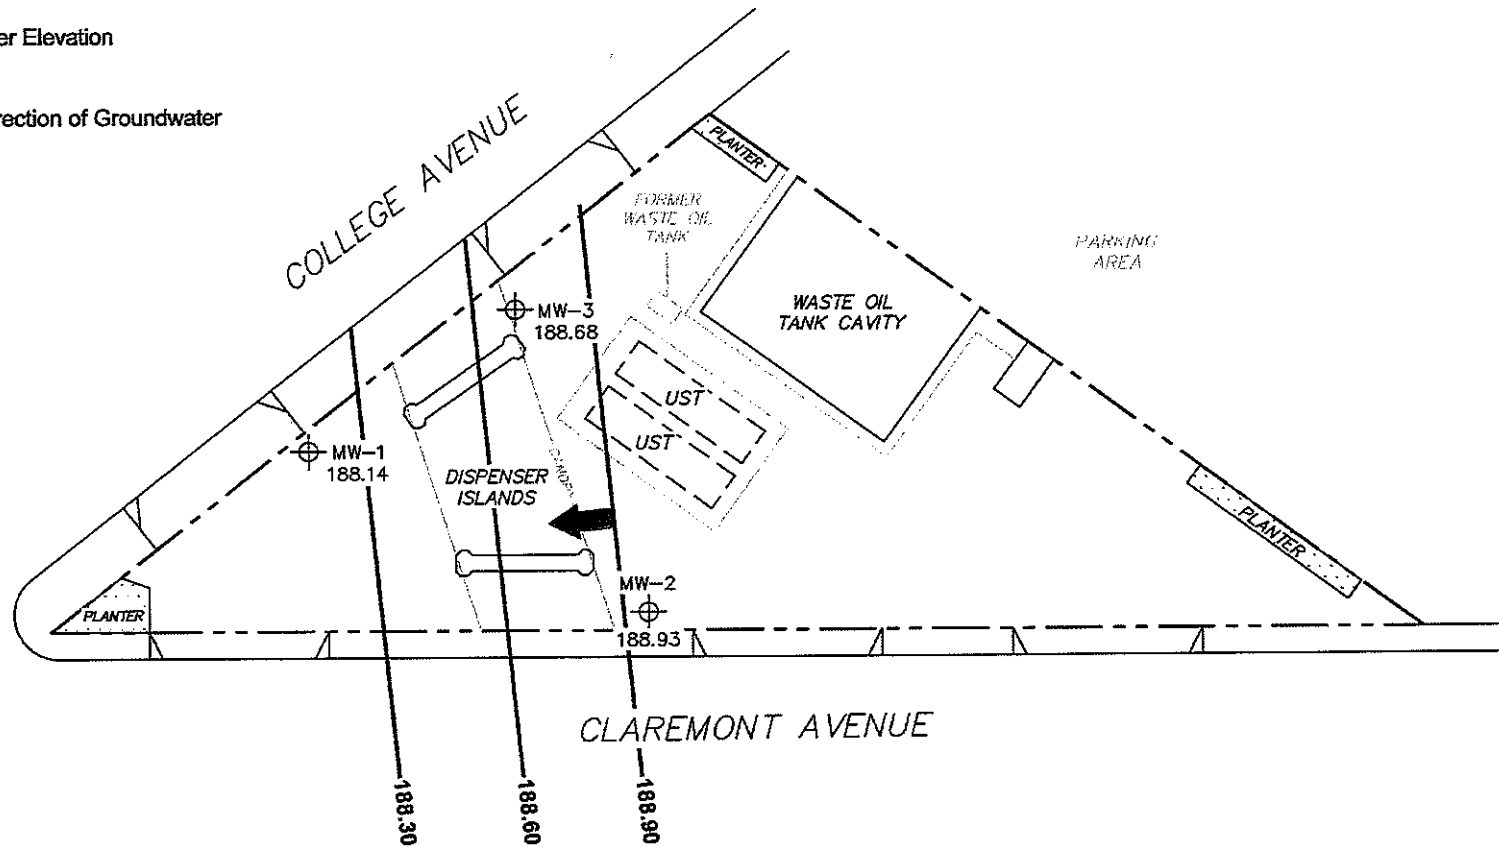 er Elevation
rection of Groundwater
COLLEGE AVENUE
PLANTER
FORMER
WASTE OIL
TANK
PARKING
AREA
WASTE OIL
TANK CAVITY
MW-3
188.68
UST
UST
MW-1
188.14
DISPENSER
ISLANDS
CANOPY
PLANTER
MW-2
188.93
PLANTER
CLAREMONT AVENUE
188.30
188.60
188.90